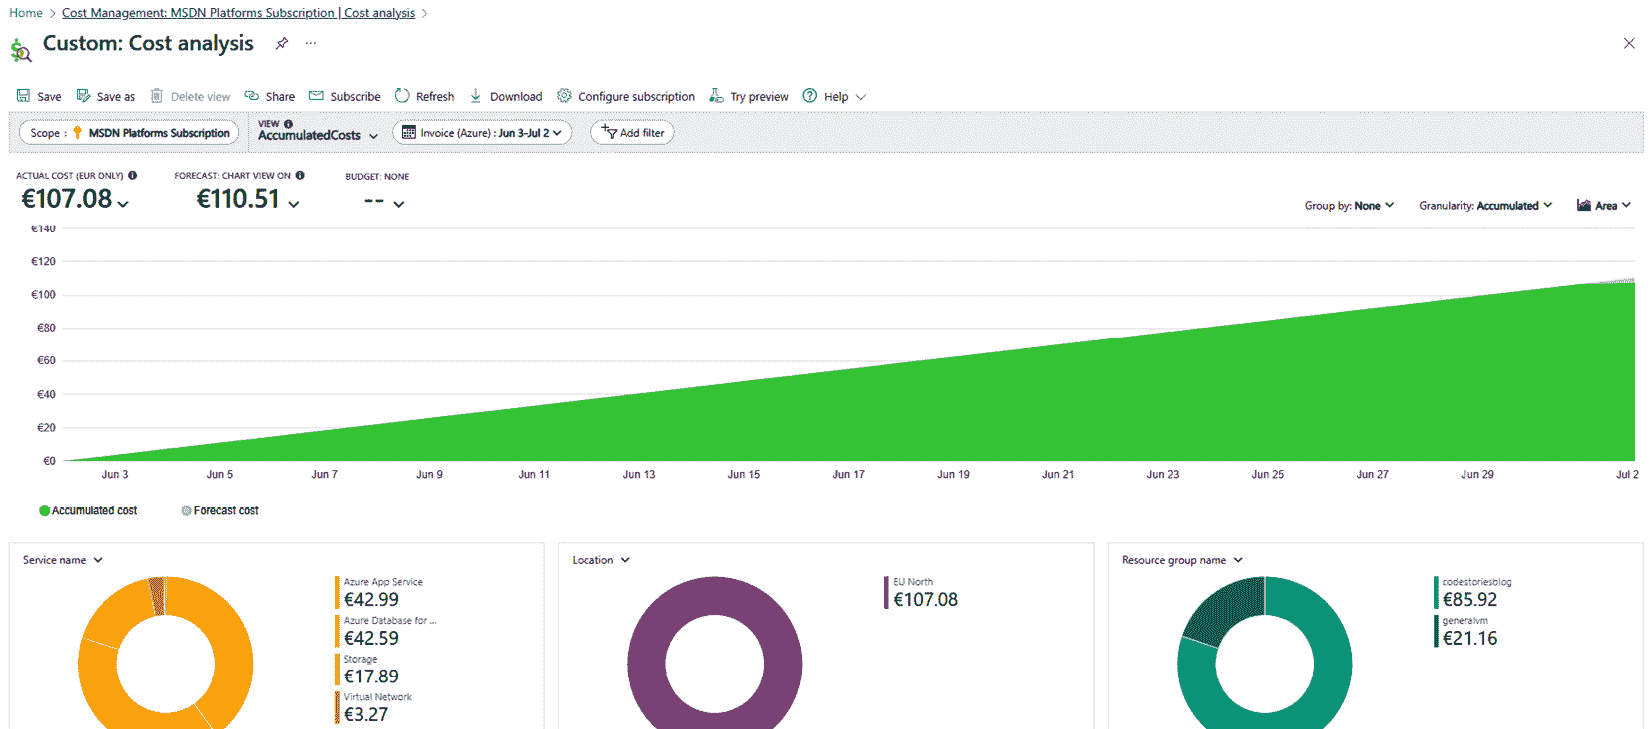 Home > Cost Management: MSDN Platforms Subscription | Cost analysis >
Custom: Cost analysis ...
Save Save as Delete view Share Subscribe Refresh Download Configure subscription Try preview Help
Scope : MSDN Platforms Subscription
VIEW
AccumulatedCosts
Invoice (Azure) : Jun 3-Jul 2
Add filter
ACTUAL COST (EUR ONLY) FORECAST: CHART VIEW ON BUDGET: NONE
€107.08 €110.51 --
Group by: None Granularity: Accumulated Area
€140
€120
€100
€80
€60
€40
€20
€0
Jun 3 Jun 5 Jun 7 Jun 9 Jun 11 Jun 13 Jun 15 Jun 17 Jun 19 Jun 21 Jun 23 Jun 25 Jun 27 Jun 29 Jul 2
Accumulated cost Forecast cost
Service name
Azure App Service
€42.99
Azure Database for ...
€42.59
Storage
€17.89
Virtual Network
€3.27
Location
EU North
€107.08
Resource group name
codestoriesblog
€85.92
generalvm
€21.16